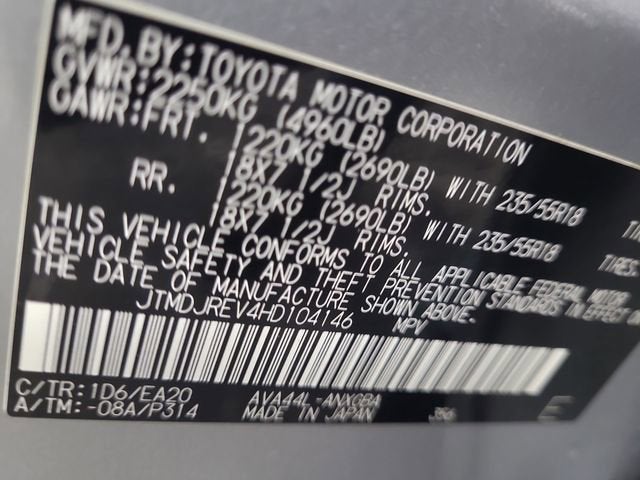 MFD. BY: TOYOTA MOTOR CORPORATION
GVWR: 2250KG (4960LB)
GAWR: FRT. 1220KG (2690LB) WITH 235/55R18
18X7 1/2J RIMS.
RR. 1220KG (2690LB) WITH 235/55R18
18X7 1/2J RIMS.
THIS VEHICLE CONFORMS TO ALL APPLICABLE FEDERAL MOTOR
VEHICLE SAFETY AND THEFT PREVENTION STANDARDS IN
THE DATE OF MANUFACTURE SHOWN ABOVE.
JTMDJREV4HD104146 MPV
C/TR: 1D6/EA20 AVA44L-ANXGBA
A/TM: -08A/P314 MADE IN JAPAN 356
E